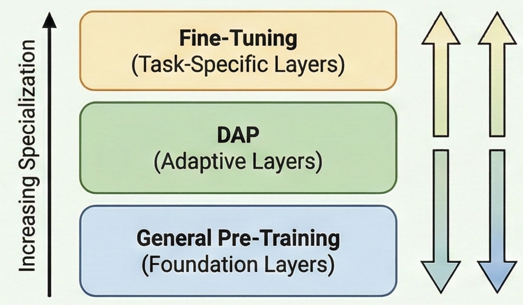 Increasing Specialization
Fine-Tuning
(Task-Specific Layers)
DAP
(Adaptive Layers)
General Pre-Training
(Foundation Layers)